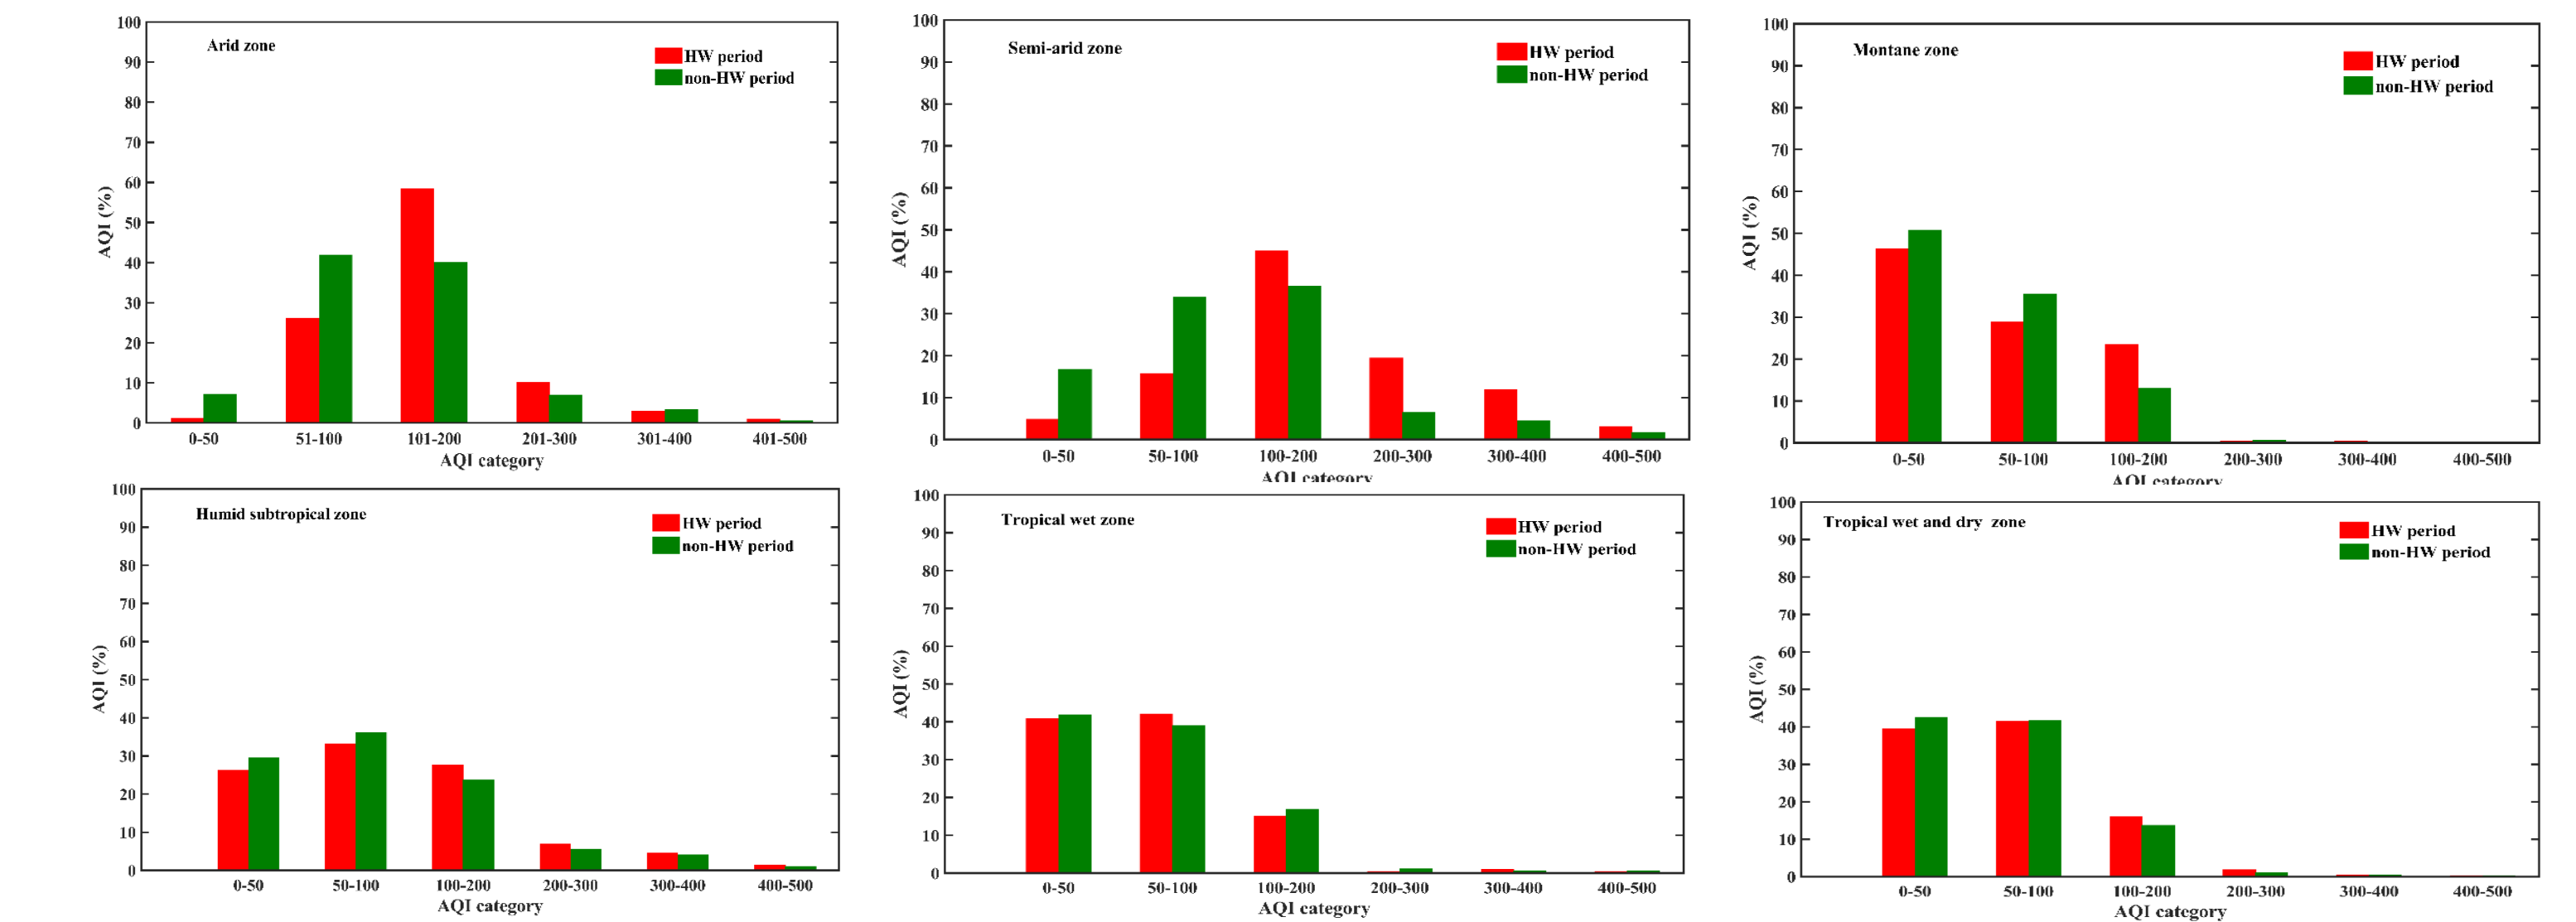 Arid zone
HW period
non-HW period
100
90
80
70
60
50
40
30
20
10
0
AQI (%)
0-50 51-100 101-200 201-300 301-400 401-500
AQI category
Semi-arid zone
HW period
non-HW period
100
90
80
70
60
50
40
30
20
10
0
AQI (%)
0-50 50-100 100-200 200-300 300-400 400-500
AQI category
Montane zone
HW period
non-HW period
100
90
80
70
60
50
40
30
20
10
0
AQI (%)
0-50 50-100 100-200 200-300 300-400 400-500
AQI category
Humid subtropical zone
HW period
non-HW period
100
90
80
70
60
50
40
30
20
10
0
AQI (%)
0-50 50-100 100-200 200-300 300-400 400-500
AQI category
Tropical wet zone
HW period
non-HW period
100
90
80
70
60
50
40
30
20
10
0
AQI (%)
0-50 50-100 100-200 200-300 300-400 400-500
AQI category
Tropical wet and dry zone
HW period
non-HW period
100
90
80
70
60
50
40
30
20
10
0
AQI (%)
0-50 50-100 100-200 200-300 300-400 400-500
AQI category